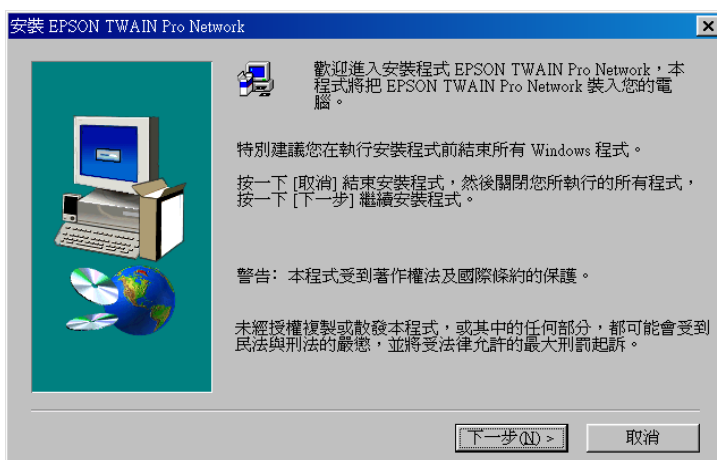 安裝 EPSON TWAIN Pro Network
歡迎進入安裝程式 EPSON TWAIN Pro Network，本
程式將把 EPSON TWAIN Pro Network 裝入您的電
腦。
特別建議您在執行安裝程式前結束所有 Windows 程式。
按一下 [取消] 結束安裝程式，然後關閉您所執行的所有程式，
按一下 [下一步] 繼續安裝程式。
警告: 本程式受到著作權法及國際條約的保護。
未經授權複製或散發本程式，或其中的任何部分，都可能會受到
民法與刑法的嚴懲，並將受法律允許的最大刑罰起訴。
下一步(N) >
取消